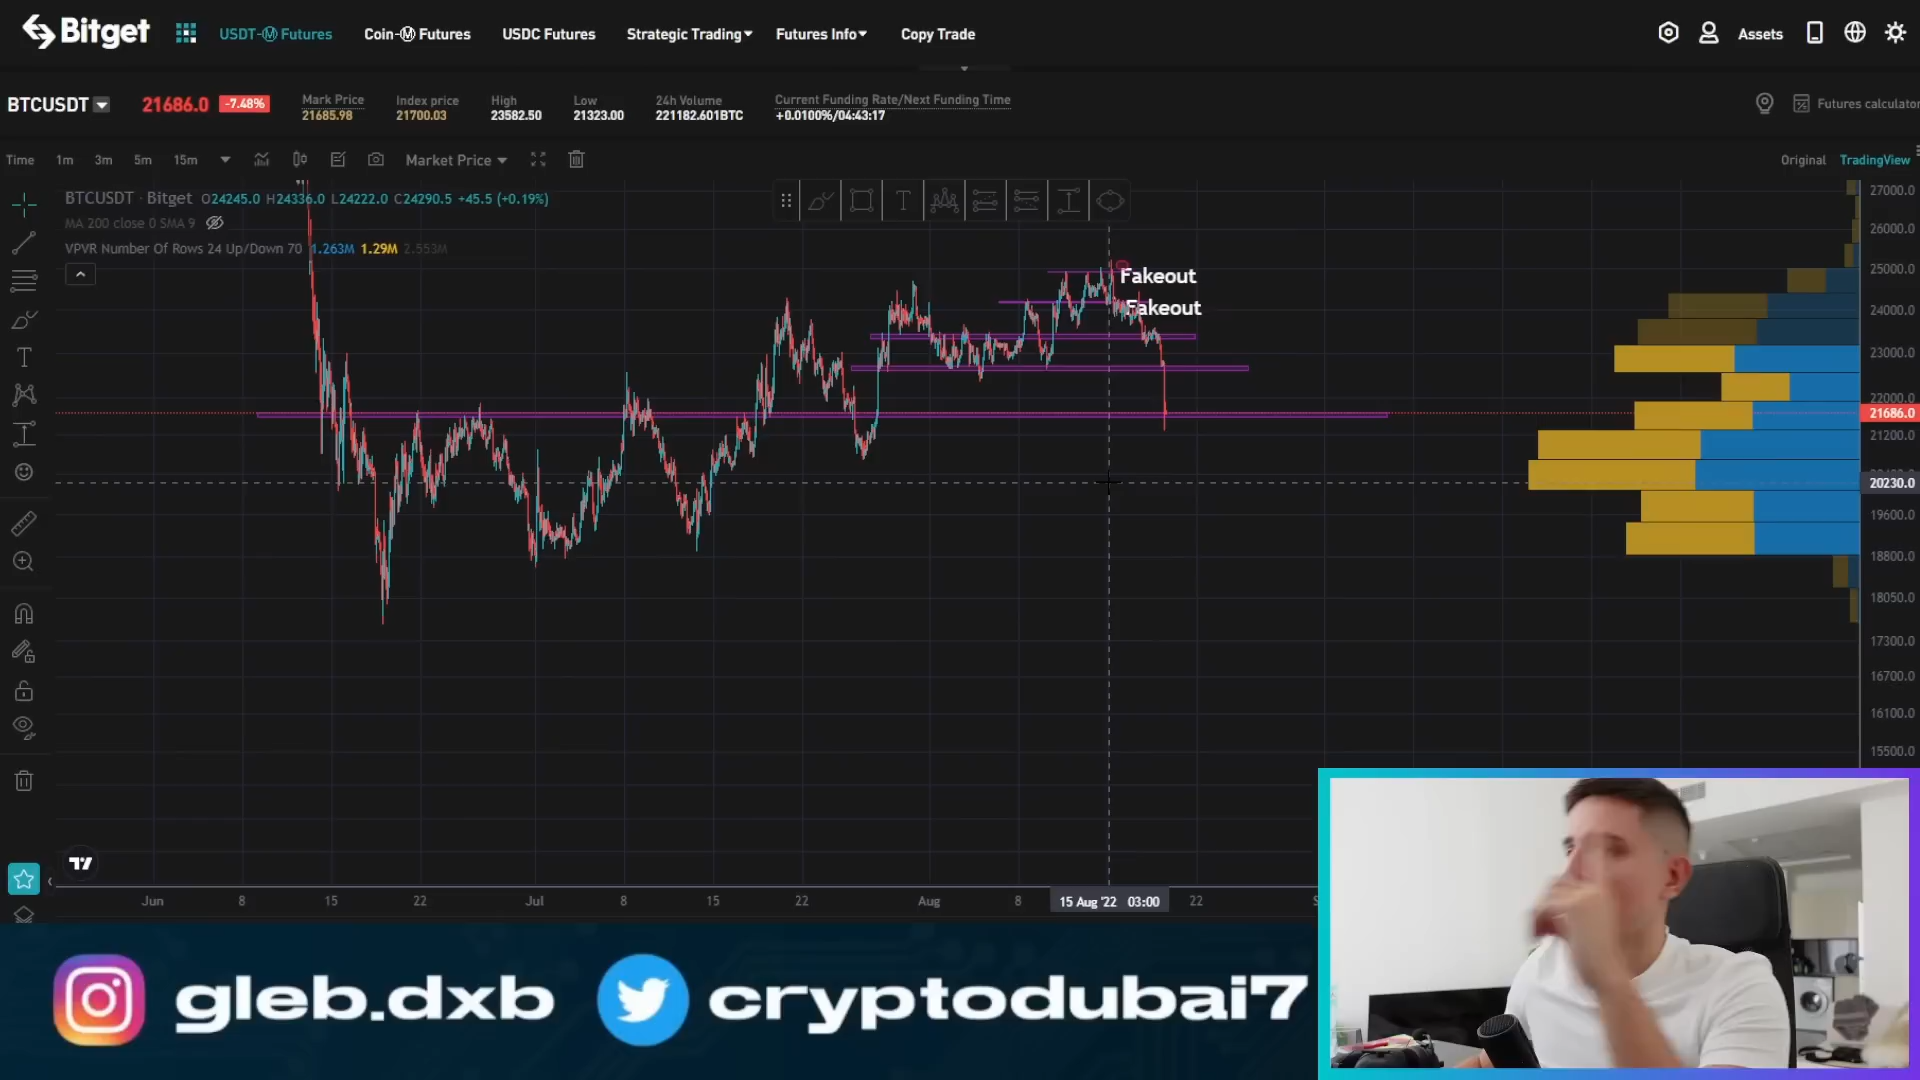 Bitget
USDT-M Futures
Coin-M Futures
USDC Futures
Strategic Trading
Futures Info
Copy Trade
Assets
BTCUSDT
21686.0
-7.48%
Mark Price
21685.98
Index price
21700.03
High
23582.50
Low
21323.00
24h Volume
221182.601BTC
Current Funding Rate/Next Funding Time
+0.0100%/04:43:17
Futures calculator
Time 1m 3m 5m 15m
Market Price
Original TradingView
BTCUSDT · Bitget O24245.0 H24336.0 L24222.0 C24290.5 +45.5 (+0.19%)
MA 200 close 0 SMA 9
VPVR Number Of Rows 24 Up/Down 70 1.263M 1.29M 2.553M
Fakeout
Fakeout
27000.0
26000.0
25000.0
24000.0
23000.0
22000.0
21686.0
21200.0
20230.0
19600.0
18800.0
18050.0
17300.0
16700.0
16100.0
15500.0
Jun 8 15 22 Jul 8 15 22 Aug 8 15 Aug '22 03:00 22
gleb.dxb
cryptodubai7